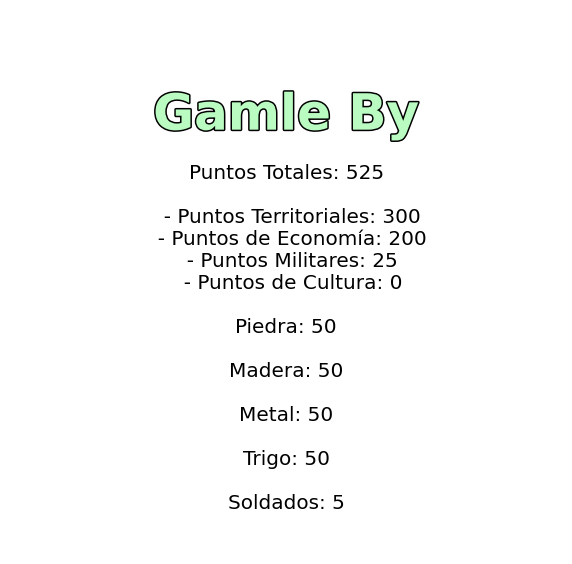 Gamle By
Puntos Totales: 525
- Puntos Territoriales: 300
- Puntos de Economía: 200
- Puntos Militares: 25
- Puntos de Cultura: 0
Piedra: 50
Madera: 50
Metal: 50
Trigo: 50
Soldados: 5